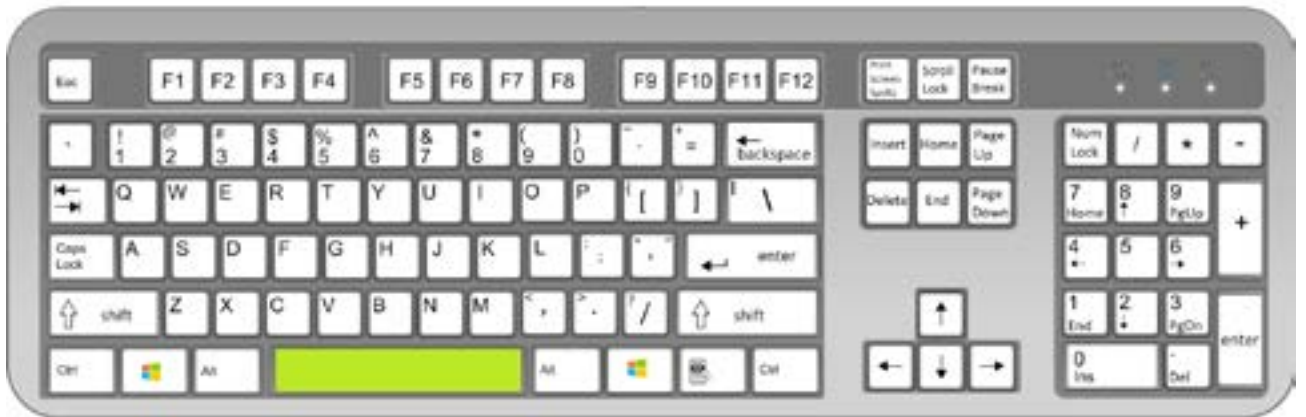 Esc F1 F2 F3 F4 F5 F6 F7 F8 F9 F10 F11 F12 Print Screen SysRq Scroll Lock Pause Break
! 1 @ 2 # 3 $ 4 % 5 ^ 6 & 7 * 8 ( 9 ) 0 - + = backspace Insert Home Page Up Num Lock / * -
Q W E R T Y U I O P { [ } ] | \ Delete End Page Down 7 Home 8 9 PgUp +
Caps Lock A S D F G H J K L : ; " ' enter 4 5 6
shift Z X C V B N M < , > . ? / shift 1 End 2 3 PgDn enter
Ctrl Alt Alt Ctrl 0 Ins . Del